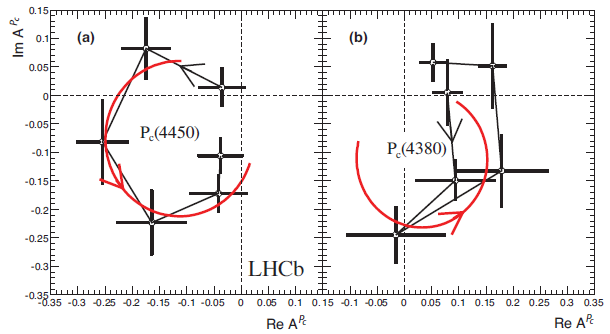 Im A^{P_c}
0.15
0.1
0.05
0
-0.05
-0.1
-0.15
-0.2
-0.25
-0.3
-0.35
(a)
P_c(4450)
LHCb
(b)
P_c(4380)
-0.35 -0.3 -0.25 -0.2 -0.15 -0.1 -0.05 0 0.05 0.1 0.15 -0.1 -0.05 0 0.05 0.1 0.15 0.2 0.25 0.3 0.35
Re A^{P_c} Re A^{P_c}